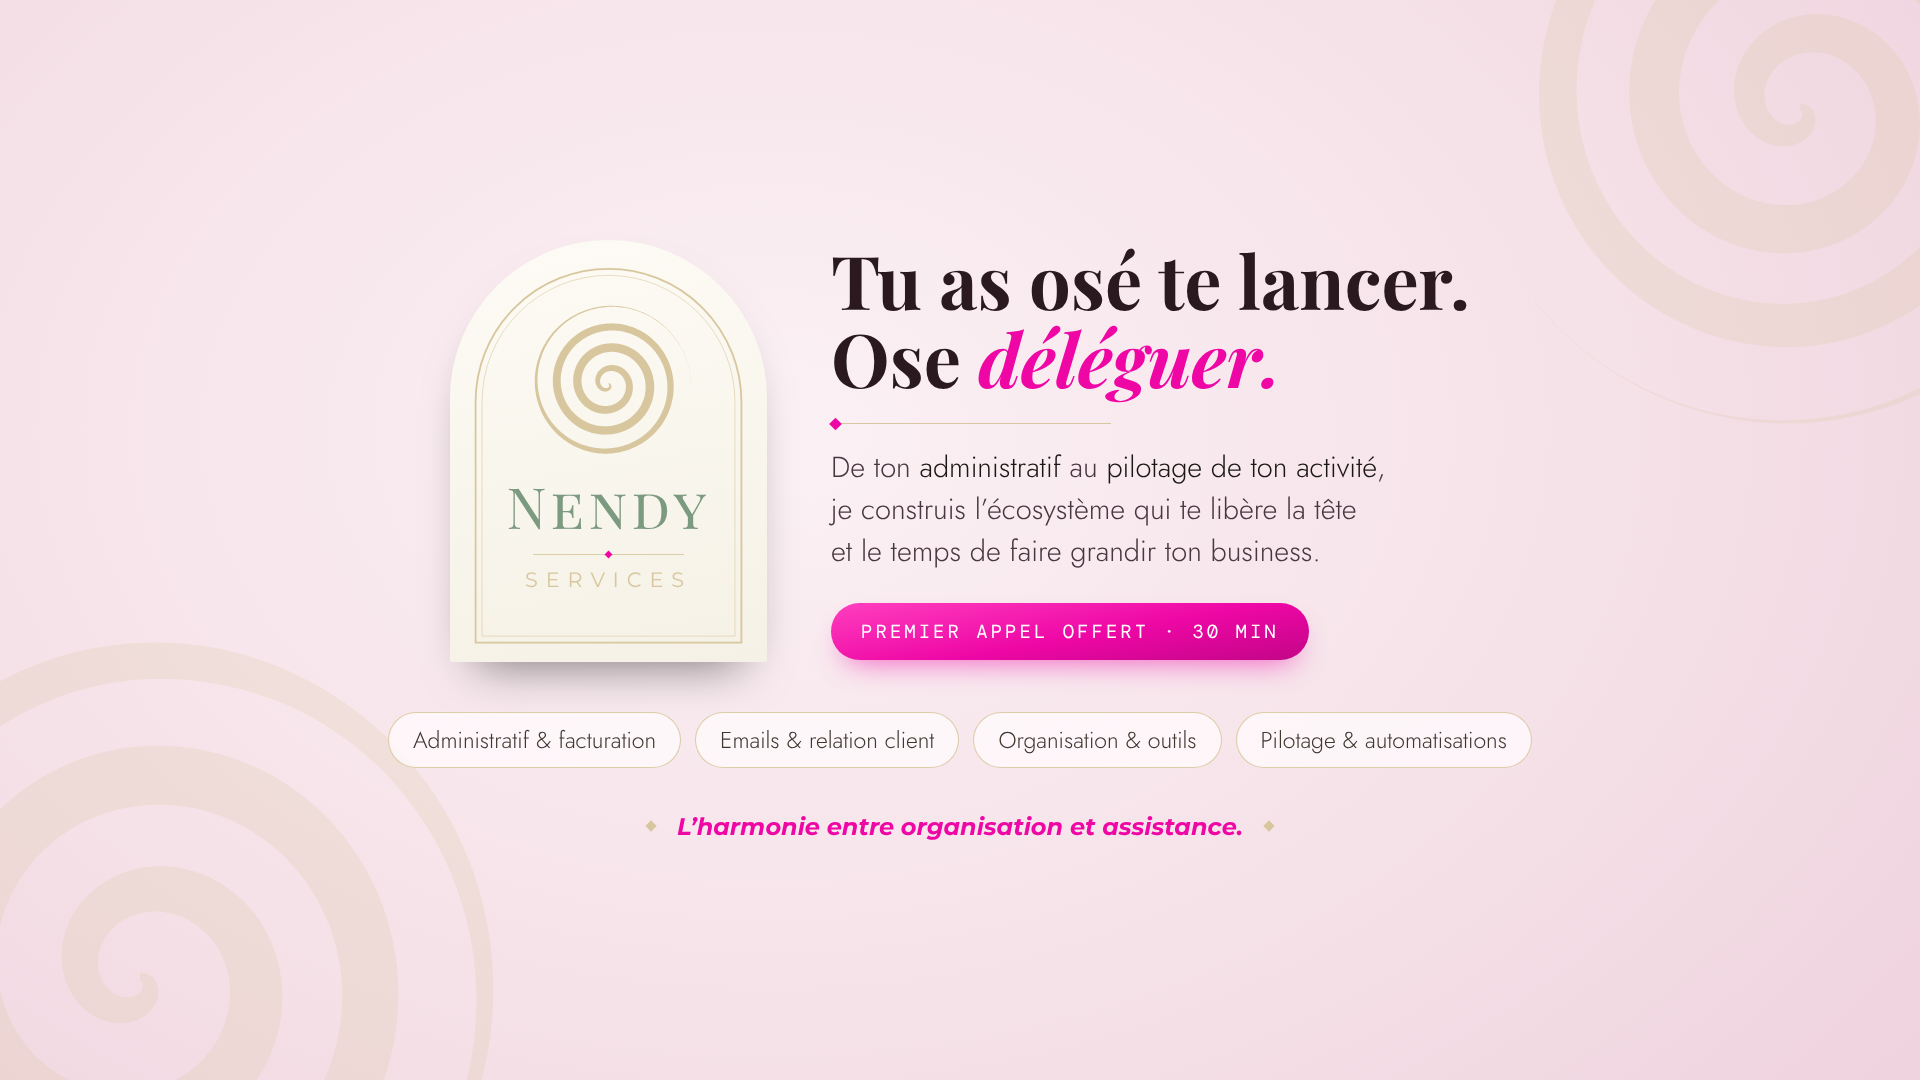 NENDY
SERVICES
Tu as osé te lancer.
Ose déléguer.
De ton administratif au pilotage de ton activité,
je construis l’écosystème qui te libère la tête
et le temps de faire grandir ton business.
PREMIER APPEL OFFERT · 30 MIN
Administratif & facturation
Emails & relation client
Organisation & outils
Pilotage & automatisations
L’harmonie entre organisation et assistance.